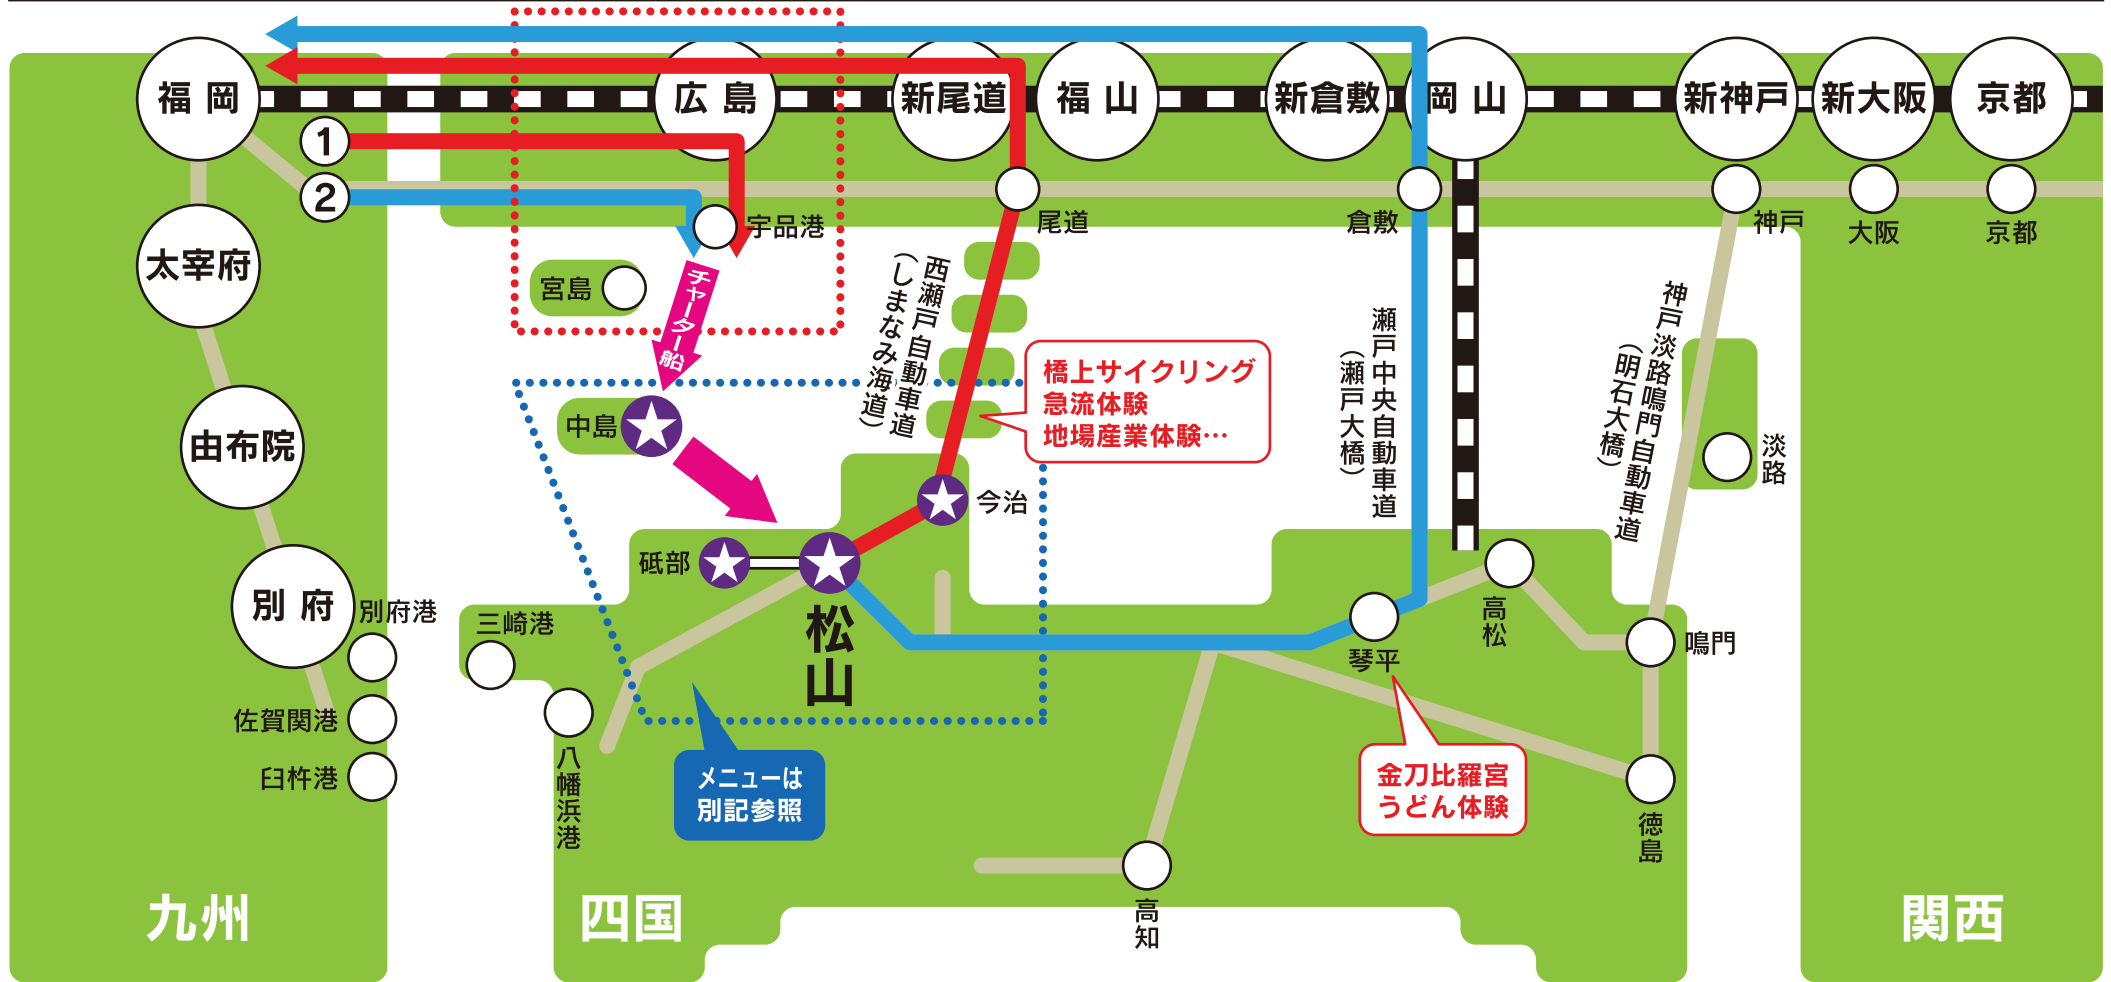 福岡
広島
新尾道
福山
新倉敷
岡山
新神戸
新大阪
京都
1
2
宇品港
尾道
倉敷
神戸
大阪
京都
太宰府
宮島
チャーター船
西瀬戸自動車道
(しまなみ海道)
瀬戸中央自動車道
(瀬戸大橋)
神戸淡路鳴門自動車道
(明石大橋)
橋上サイクリング
急流体験
地場産業体験…
中島
由布院
淡路
今治
砥部
松山
別府
別府港
三崎港
高松
琴平
鳴門
佐賀関港
臼杵港
八幡浜港
メニューは
別記参照
金刀比羅宮
うどん体験
徳島
高知
九州
四国
関西